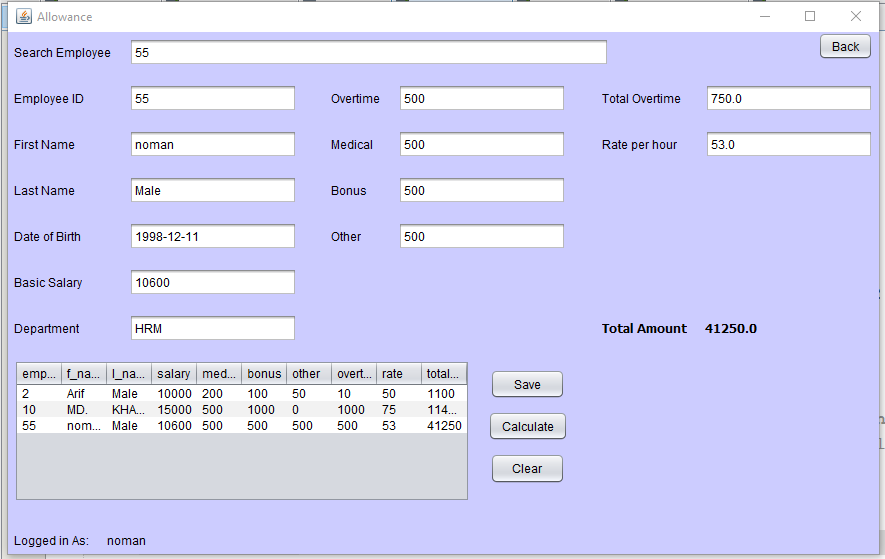 Allowance
Search Employee 55 Back
Employee ID 55 Overtime 500 Total Overtime 750.0
First Name noman Medical 500 Rate per hour 53.0
Last Name Male Bonus 500
Date of Birth 1998-12-11 Other 500
Basic Salary 10600
Department HRM Total Amount 41250.0
emp... f_na... l_na... salary med... bonus other overt... rate total...
2 Arif Male 10000 200 100 50 10 50 1100
10 MD. KHA... 15000 500 1000 0 1000 75 114...
55 nom... Male 10600 500 500 500 500 53 41250
Save
Calculate
Clear
Logged in As: noman